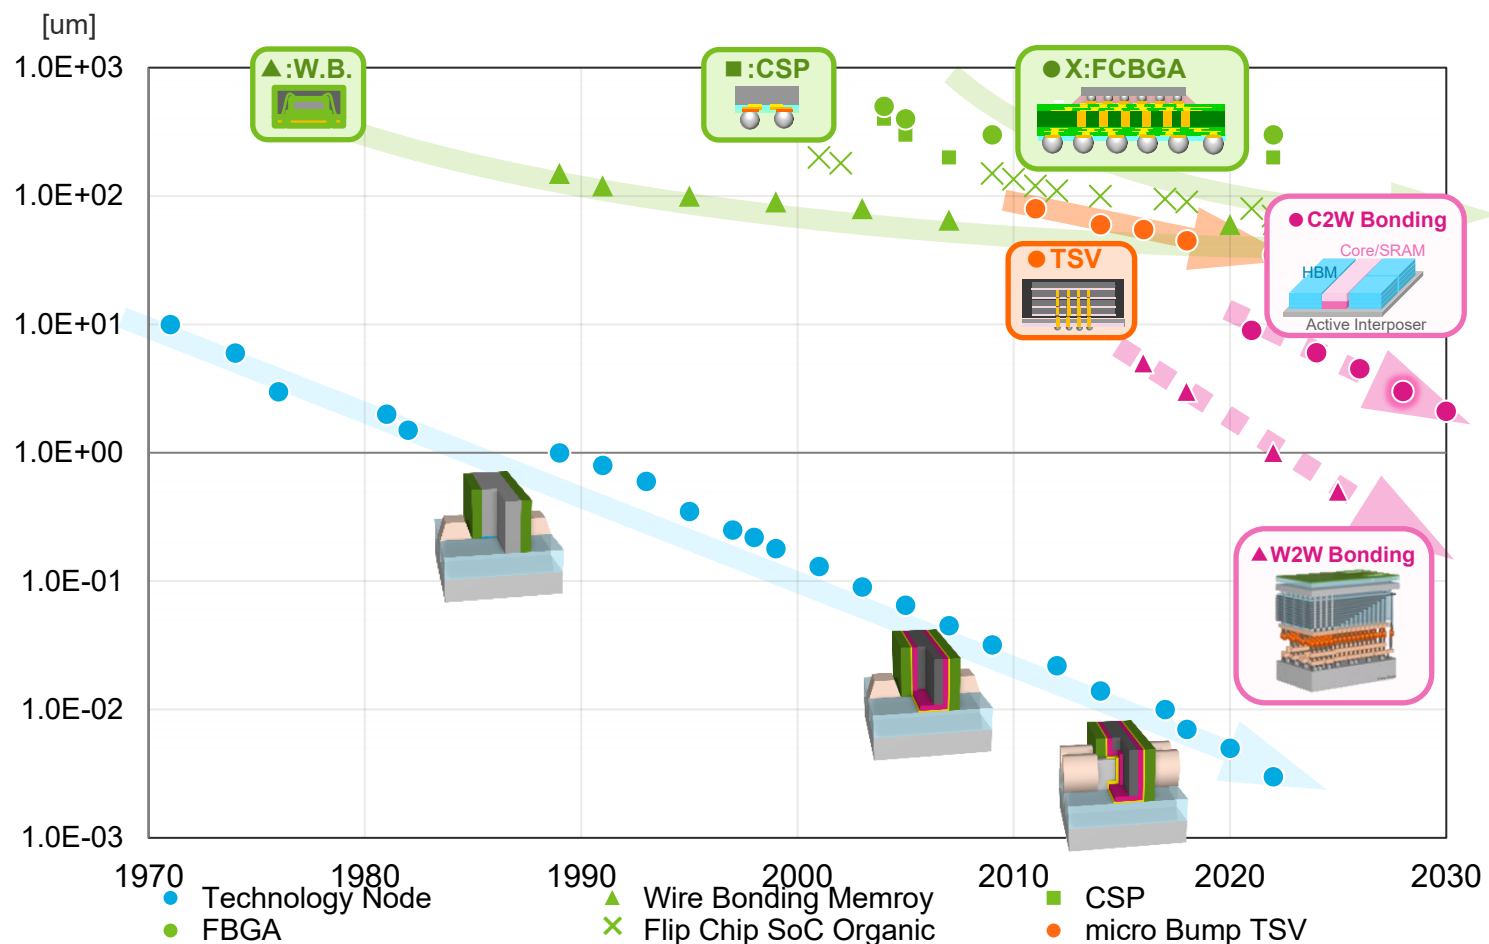 [um]
1.0E+03
1.0E+02
1.0E+01
1.0E+00
1.0E-01
1.0E-02
1.0E-03
:W.B.
:CSP
X:FCBGA
TSV
C2W Bonding
Core/SRAM
HBM
Active Interposer
W2W Bonding
1970 1980 1990 2000 2010 2020 2030
Technology Node Wire Bonding Memroy CSP
FBGA Flip Chip SoC Organic micro Bump TSV